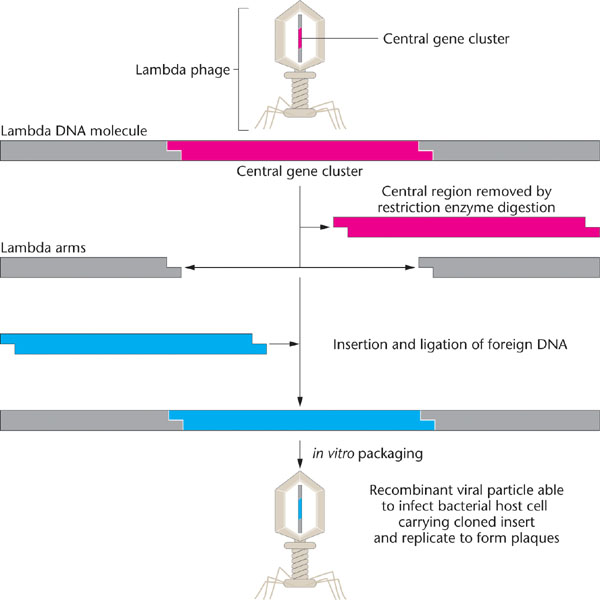 Central gene cluster
Lambda phage
Lambda DNA molecule
Central gene cluster
Central region removed by
restriction enzyme digestion
Lambda arms
Insertion and ligation of foreign DNA
in vitro packaging
Recombinant viral particle able
to infect bacterial host cell
carrying cloned insert
and replicate to form plaques